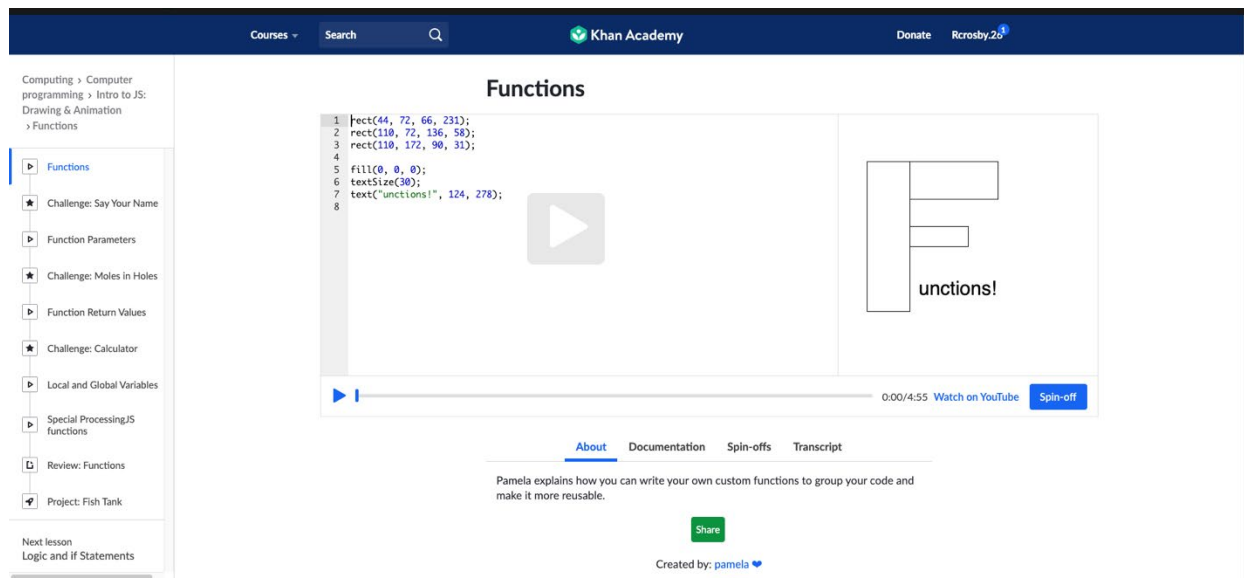 Courses
Search
Khan Academy
Donate
Rcrosby.26
1
Computing > Computer
programming > Intro to JS:
Drawing & Animation
> Functions
Functions
Challenge: Say Your Name
Function Parameters
Challenge: Moles in Holes
Function Return Values
Challenge: Calculator
Local and Global Variables
Special ProcessingJS
functions
Review: Functions
Project: Fish Tank
Next lesson
Logic and if Statements
Functions
1 rect(44, 72, 66, 231);
2 rect(110, 72, 136, 58);
3 rect(110, 172, 90, 31);
4
5 fill(0, 0, 0);
6 textSize(30);
7 text("unctions!", 124, 278);
8
unctions!
0:00/4:55 Watch on YouTube
Spin-off
About Documentation Spin-offs Transcript
Pamela explains how you can write your own custom functions to group your code and
make it more reusable.
Share
Created by: pamela